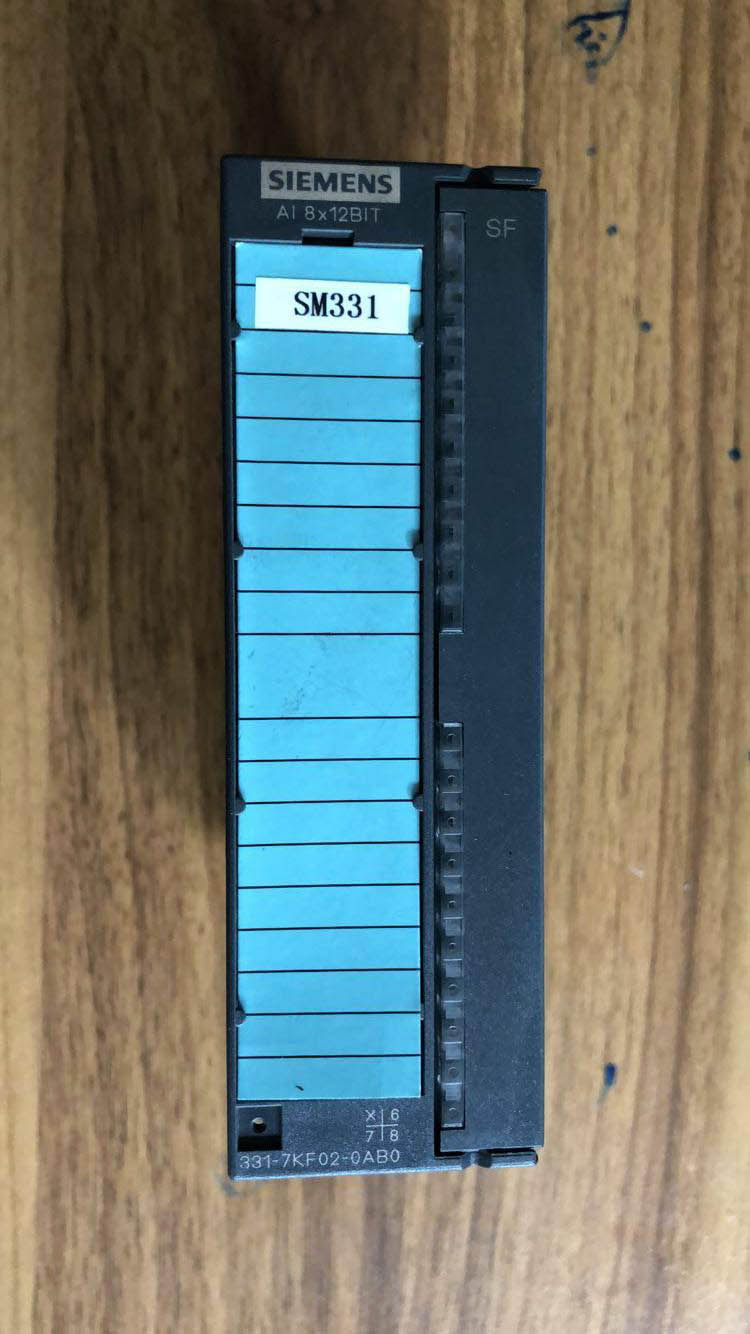 SIEMENS
AI 8x12BIT
SF
SM331
X 6
7 8
331-7KF02-0AB0